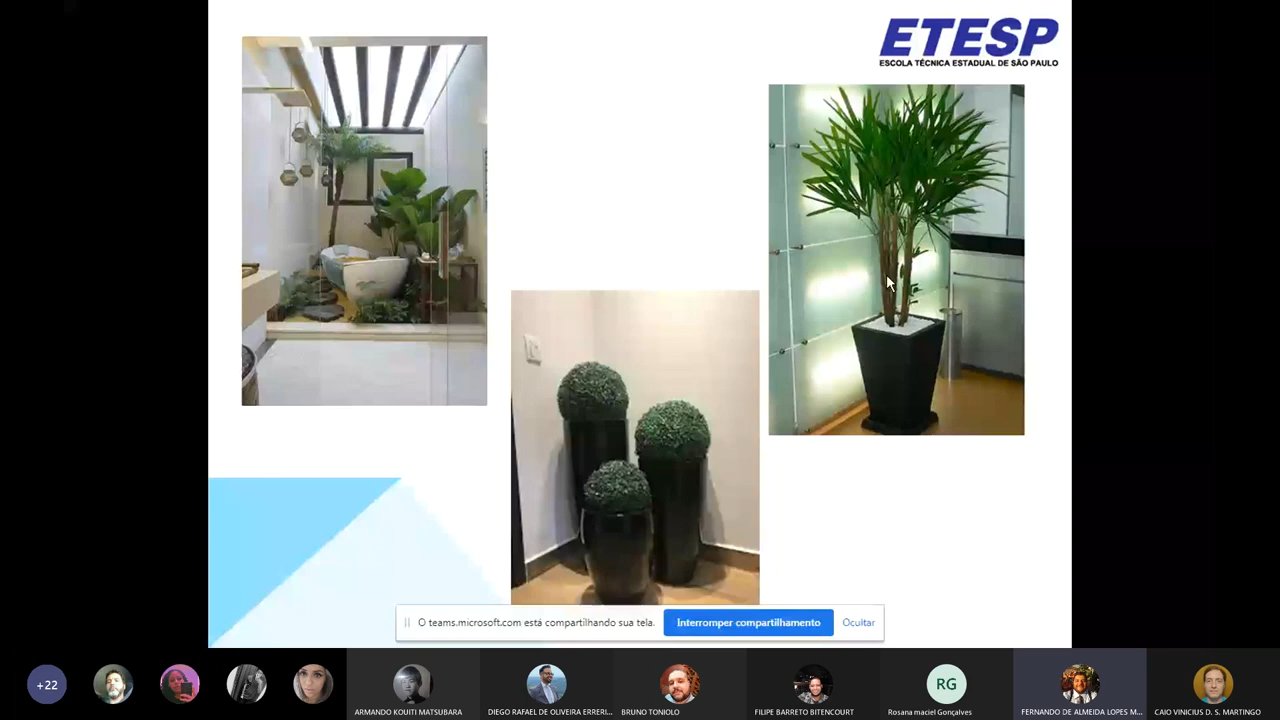 ETESP
ESCOLA TÉCNICA ESTADUAL DE SÃO PAULO
O teams.microsoft.com está compartilhando sua tela.
Interromper compartilhamento
Ocultar
+22
ARMANDO KOUITI MATSUBARA
DIEGO RAFAEL DE OLIVEIRA ERRERI...
BRUNO TONIOLO
FILIPE BARRETO BITENCOURT
RG
Rosana maciel Gonçalves
FERNANDO DE ALMEIDA LOPES M...
CAIO VINICIUS D. S. MARTINGO